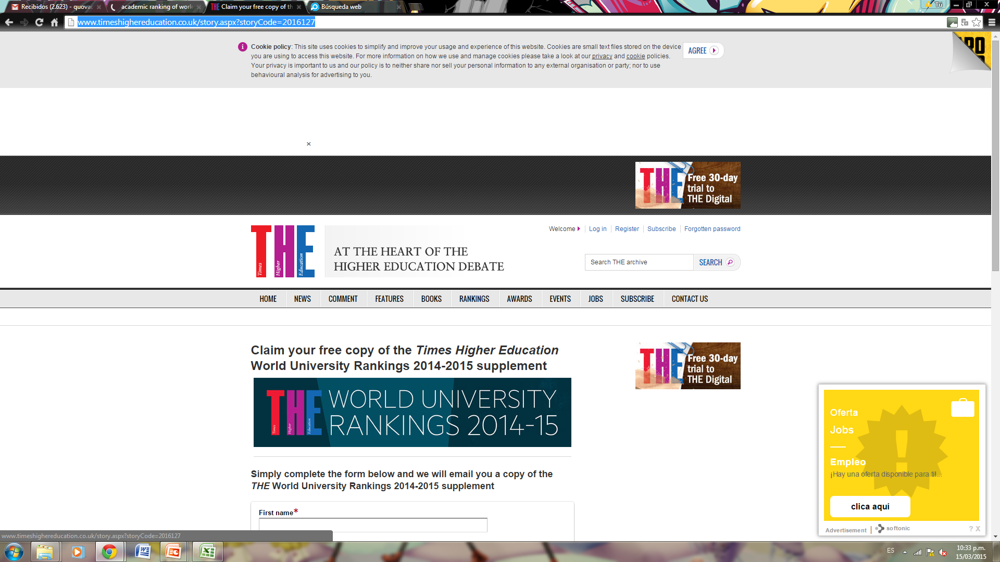 Recibidos (2.623) - quova
academic ranking of worl
THE Claim your free copy of th
Búsqueda web
Tú
www.timeshighereducation.co.uk/story.aspx?storyCode=2016127
Cookie policy: This site uses cookies to simplify and improve your usage and experience of this website. Cookies are small text files stored on the device
you are using to access this website. For more information on how we use and manage cookies please take a look at our privacy and cookie policies.
Your privacy is important to us and our policy is to neither share nor sell your personal information to any external organisation or party; nor to use
behavioural analysis for advertising to you.
AGREE
THE Free 30-day
trial to
THE Digital
Welcome
Log in
Register
Subscribe
Forgotten password
THE
Times Higher Education
AT THE HEART OF THE
HIGHER EDUCATION DEBATE
Search THE archive
SEARCH
HOME
NEWS
COMMENT
FEATURES
BOOKS
RANKINGS
AWARDS
EVENTS
JOBS
SUBSCRIBE
CONTACT US
Claim your free copy of the Times Higher Education
World University Rankings 2014-2015 supplement
THE
Times Higher Education
WORLD UNIVERSITY
RANKINGS 2014-15
Simply complete the form below and we will email you a copy of the
THE World University Rankings 2014-2015 supplement
First name*
THE Free 30-day
trial to
THE Digital
Oferta
Jobs
Empleo
¡Hay una oferta disponible para ti!...
clica aquí
Advertisement | softonic
? X
www.timeshighereducation.co.uk/story.aspx?storyCode=2016127
ES
10:33 p.m.
15/03/2015